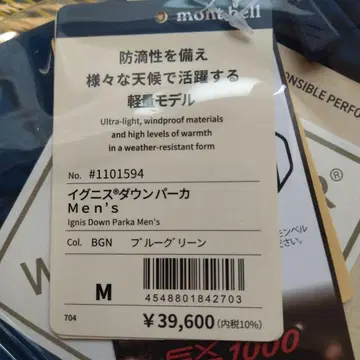 mont-bell
防滴性を備え
様々な天候で活躍する
軽量モデル
Ultra-light, windproof materials
and high levels of warmth
in a weather-resistant form
No. #1101594
イグニス®ダウンパーカ
Men's
Ignis Down Parka Men's
Col. BGN ブルーグリーン
M
4548801842703
704
¥39,600(内税10%)
1000